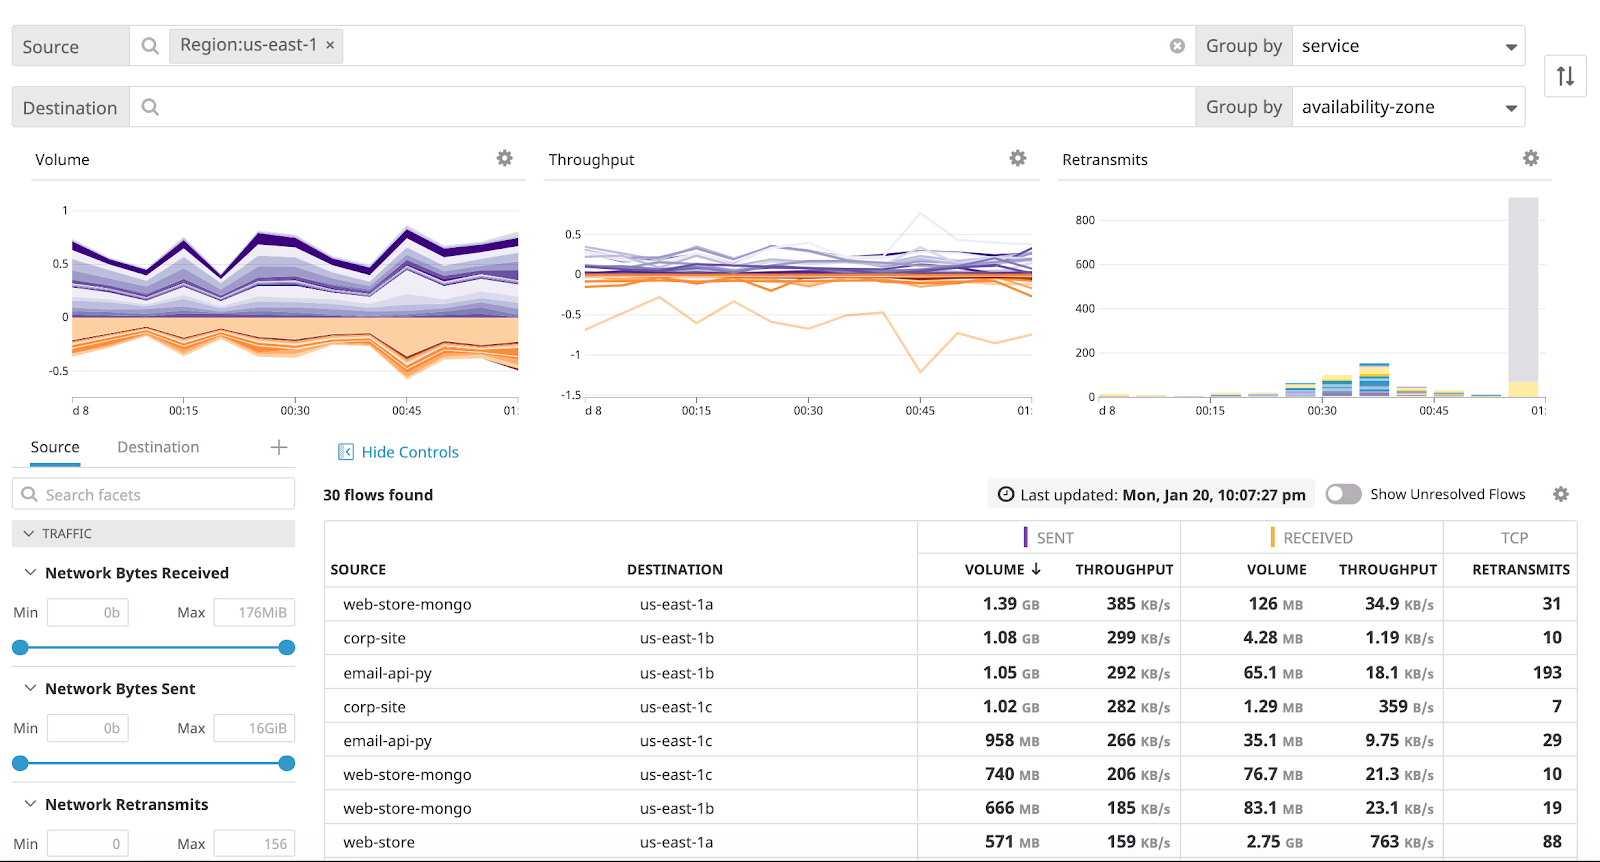 Source Region:us-east-1 × Group by service
Destination Group by availability-zone
Volume Throughput Retransmits
1
0.5
0
-0.5
d 8 00:15 00:30 00:45 01:
0.5
0
-0.5
-1
-1.5
d 8 00:15 00:30 00:45 01:
800
600
400
200
0
d 8 00:15 00:30 00:45 01:
Source Destination
Hide Controls
Search facets
TRAFFIC
Network Bytes Received
Min 0b Max 176MiB
Network Bytes Sent
Min 0b Max 16GiB
Network Retransmits
Min 0 Max 156
30 flows found Last updated: Mon, Jan 20, 10:07:27 pm Show Unresolved Flows
SENT RECEIVED TCP
SOURCE DESTINATION VOLUME THROUGHPUT VOLUME THROUGHPUT RETRANSMITS
web-store-mongo us-east-1a 1.39 GB 385 KB/s 126 MB 34.9 KB/s 31
corp-site us-east-1b 1.08 GB 299 KB/s 4.28 MB 1.19 KB/s 10
email-api-py us-east-1b 1.05 GB 292 KB/s 65.1 MB 18.1 KB/s 193
corp-site us-east-1c 1.02 GB 282 KB/s 1.29 MB 359 B/s 7
email-api-py us-east-1c 958 MB 266 KB/s 35.1 MB 9.75 KB/s 29
web-store-mongo us-east-1c 740 MB 206 KB/s 76.7 MB 21.3 KB/s 10
web-store-mongo us-east-1b 666 MB 185 KB/s 83.1 MB 23.1 KB/s 19
web-store us-east-1a 571 MB 159 KB/s 2.75 GB 763 KB/s 88